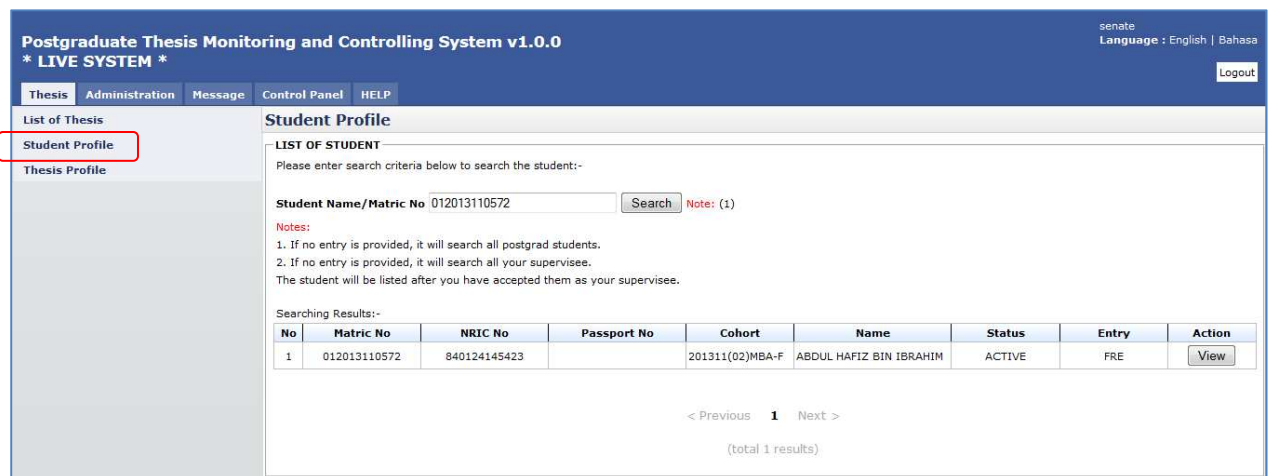 Postgraduate Thesis Monitoring and Controlling System v1.0.0
* LIVE SYSTEM *
senate
Language : English | Bahasa
Logout
Thesis Administration Message Control Panel HELP
List of Thesis
Student Profile
Thesis Profile
Student Profile
LIST OF STUDENT
Please enter search criteria below to search the student:-
Student Name/Matric No 012013110572 Search Note: (1)
Notes:
1. If no entry is provided, it will search all postgrad students.
2. If no entry is provided, it will search all your supervisee.
The student will be listed after you have accepted them as your supervisee.
Searching Results:-
No Matric No NRIC No Passport No Cohort Name Status Entry Action
1 012013110572 840124145423 201311(02)MBA-F ABDUL HAFIZ BIN IBRAHIM ACTIVE FRE View
< Previous 1 Next >
(total 1 results)